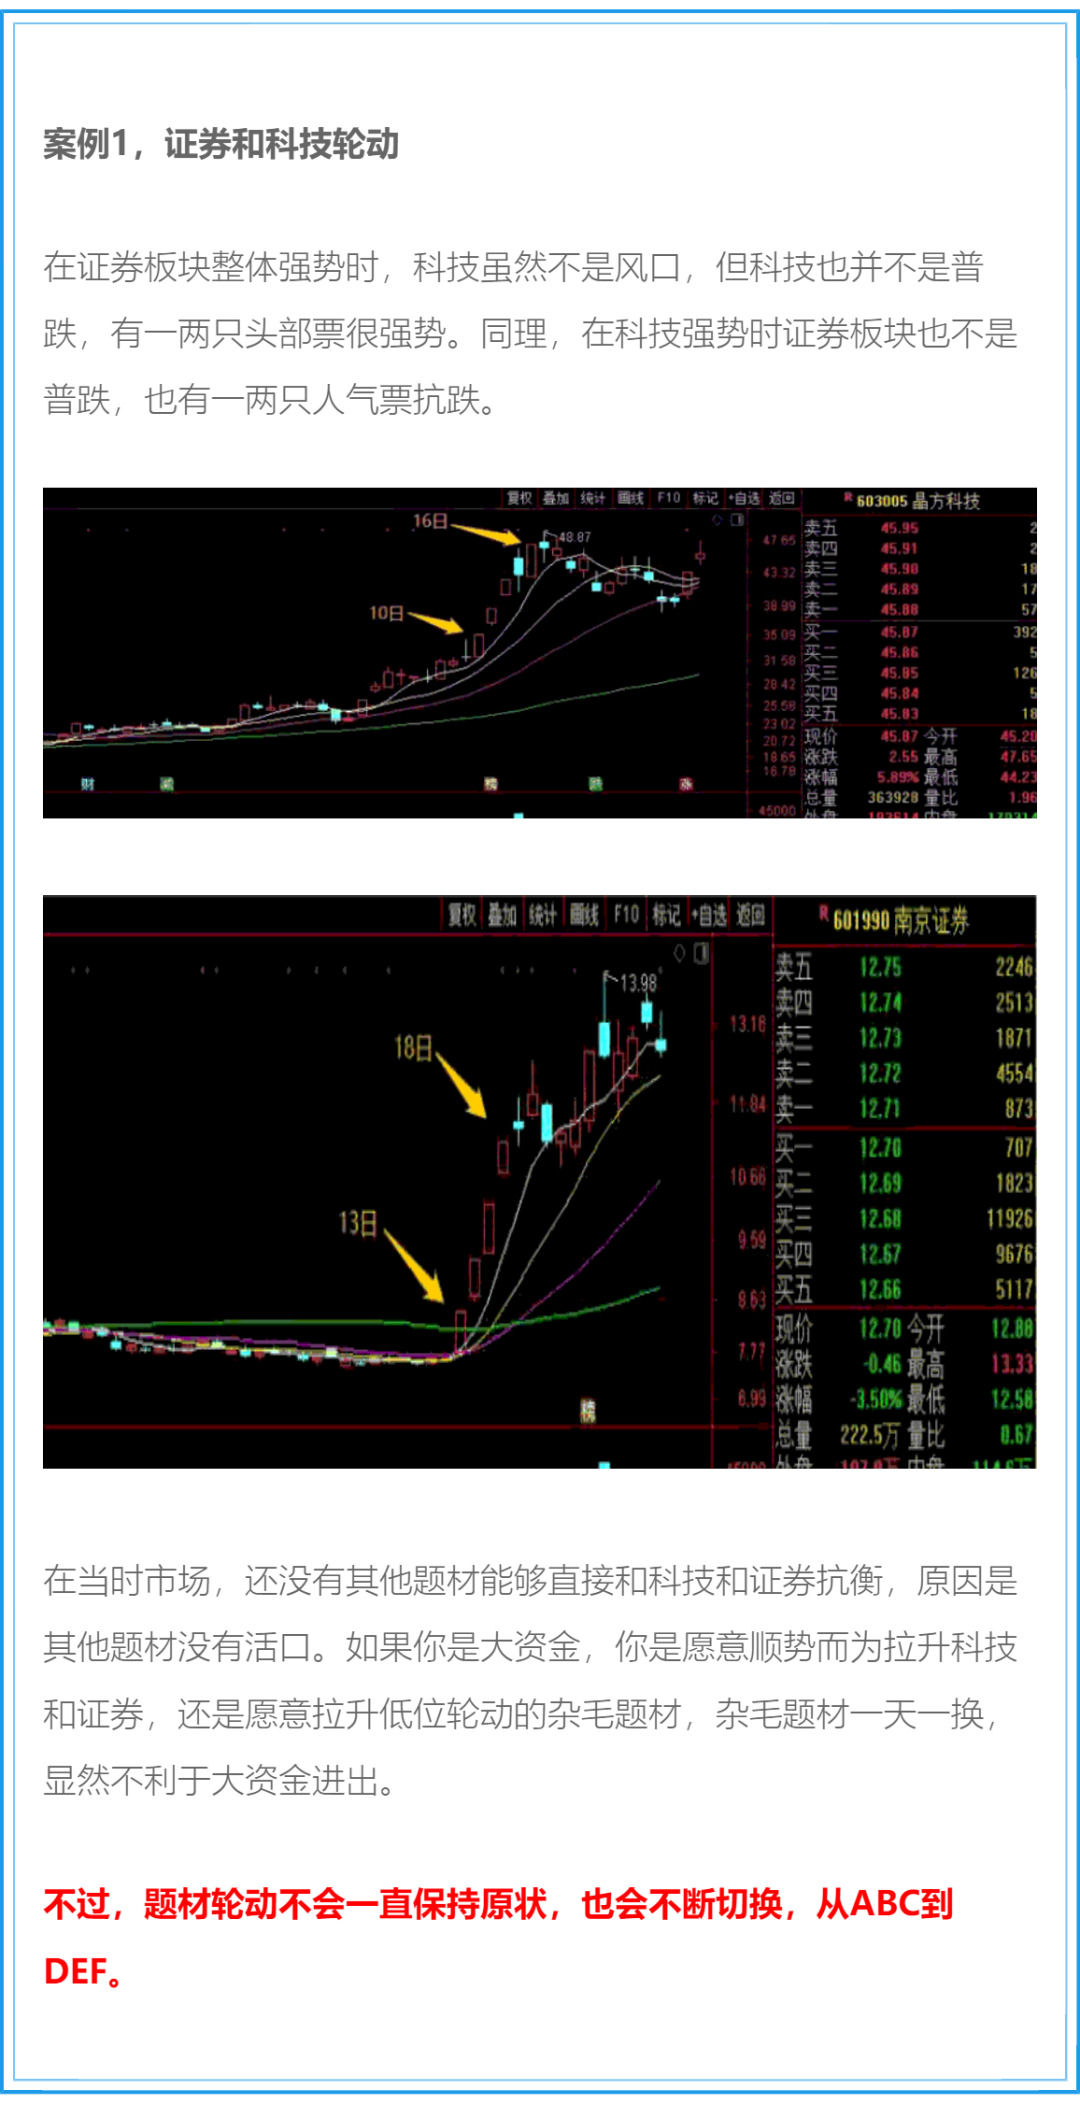 案例1，证券和科技轮动
在证券板块整体强势时，科技虽然不是风口，但科技也并不是普
跌，有一两只头部票很强势。同理，在科技强势时证券板块也不是
普跌，也有一两只人气票抗跌。
复权 叠加 统计 画线 F10 标记 +自选 返回 R 603005 晶方科技
16日
48.87
10日
47.65
43.32
38.99
35.09
31.58
28.42
25.58
23.02
20.72
18.65
16.78
45000
财 减 榜 跌 涨
卖五 45.95 2
卖四 45.91 2
卖三 45.90 18
卖二 45.89 17
卖一 45.88 57
买一 45.87 392
买二 45.86 5
买三 45.85 126
买四 45.84 5
买五 45.83 18
现价 45.87 今开 45.20
涨跌 2.55 最高 47.65
涨幅 5.89% 最低 44.23
总量 363928 量比 1.96
外盘 193614 内盘 170314
复权 叠加 统计 画线 F10 标记 +自选 返回 R 601990 南京证券
13.98
18日
13日
13.16
11.84
10.66
9.59
8.63
7.77
6.99
榜
卖五 12.75 2246
卖四 12.74 2513
卖三 12.73 1871
卖二 12.72 4554
卖一 12.71 873
买一 12.70 707
买二 12.69 1823
买三 12.68 11926
买四 12.67 9676
买五 12.66 5117
现价 12.70 今开 12.88
涨跌 -0.46 最高 13.33
涨幅 -3.50% 最低 12.58
总量 222.5万 量比 0.67
外盘 107.9万 内盘 114.6万
在当时市场，还没有其他题材能够直接和科技和证券抗衡，原因是
其他题材没有活口。如果你是大资金，你是愿意顺势而为拉升科技
和证券，还是愿意拉升低位轮动的杂毛题材，杂毛题材一天一换，
显然不利于大资金进出。
不过，题材轮动不会一直保持原状，也会不断切换，从ABC到
DEF。